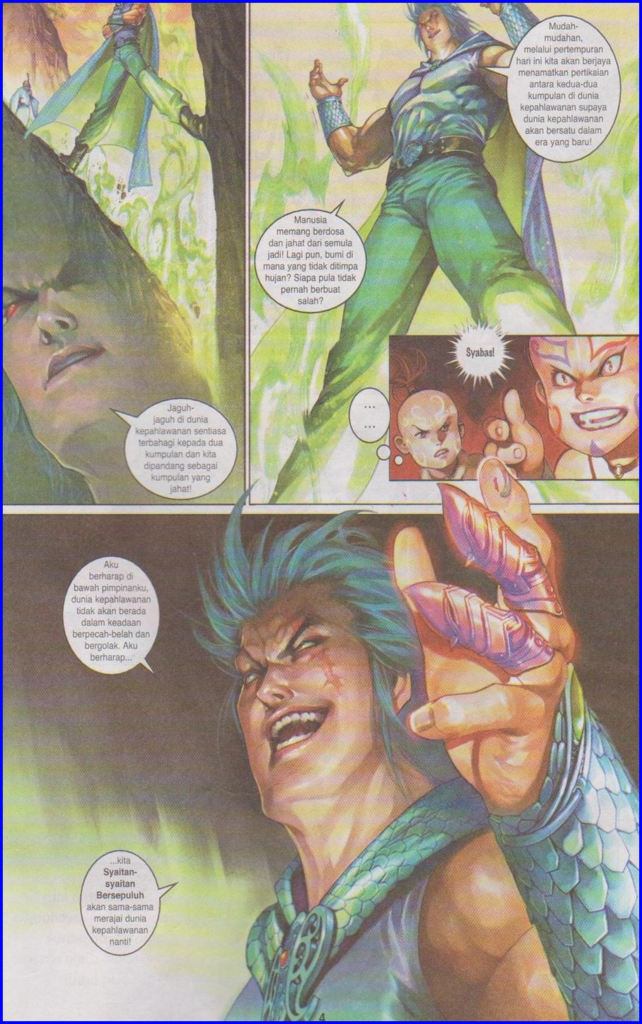 Jaguh-
jaguh di dunia
kepahlawanan sentiasa
terbahagi kepada dua
kumpulan dan kita
dipandang sebagai
kumpulan yang
jahat!
Mudah-
mudahan,
melalui pertempuran
hari ini kita akan berjaya
menamatkan pertikaian
antara kedua-dua
kumpulan di dunia
kepahlawanan supaya
dunia kepahlawanan
akan bersatu dalam
era yang baru!
Manusia
memang berdosa
dan jahat dari semula
jadi! Lagi pun, bumi di
mana yang tidak ditimpa
hujan? Siapa pula tidak
pernah berbuat
salah?
Syabas!
...
...
Aku
berharap di
bawah pimpinanku,
dunia kepahlawanan
tidak akan berada
dalam keadaan
berpecah-belah dan
bergolak. Aku
berharap...
...kita
Syaitan-
syaitan
Bersepuluh
akan sama-sama
merajai dunia
kepahlawanan
nanti!
4